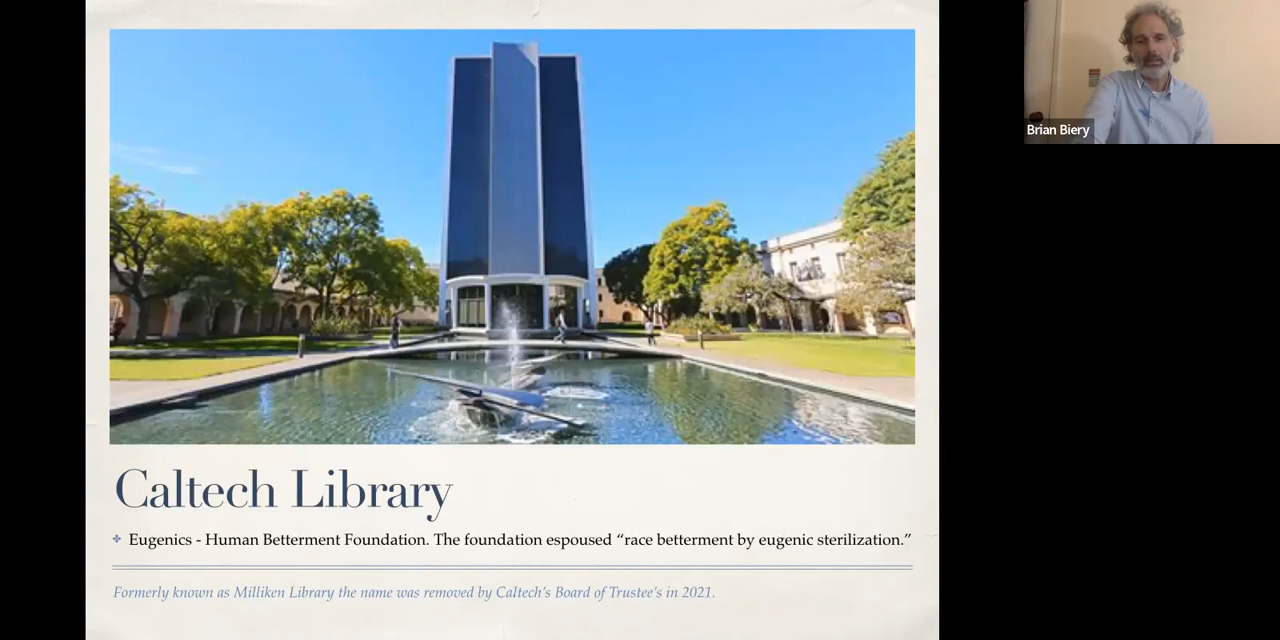 Brian Biery
Caltech Library
Eugenics - Human Betterment Foundation. The foundation espoused “race betterment by eugenic sterilization.”
Formerly known as Milliken Library the name was removed by Caltech’s Board of Trustee’s in 2021.